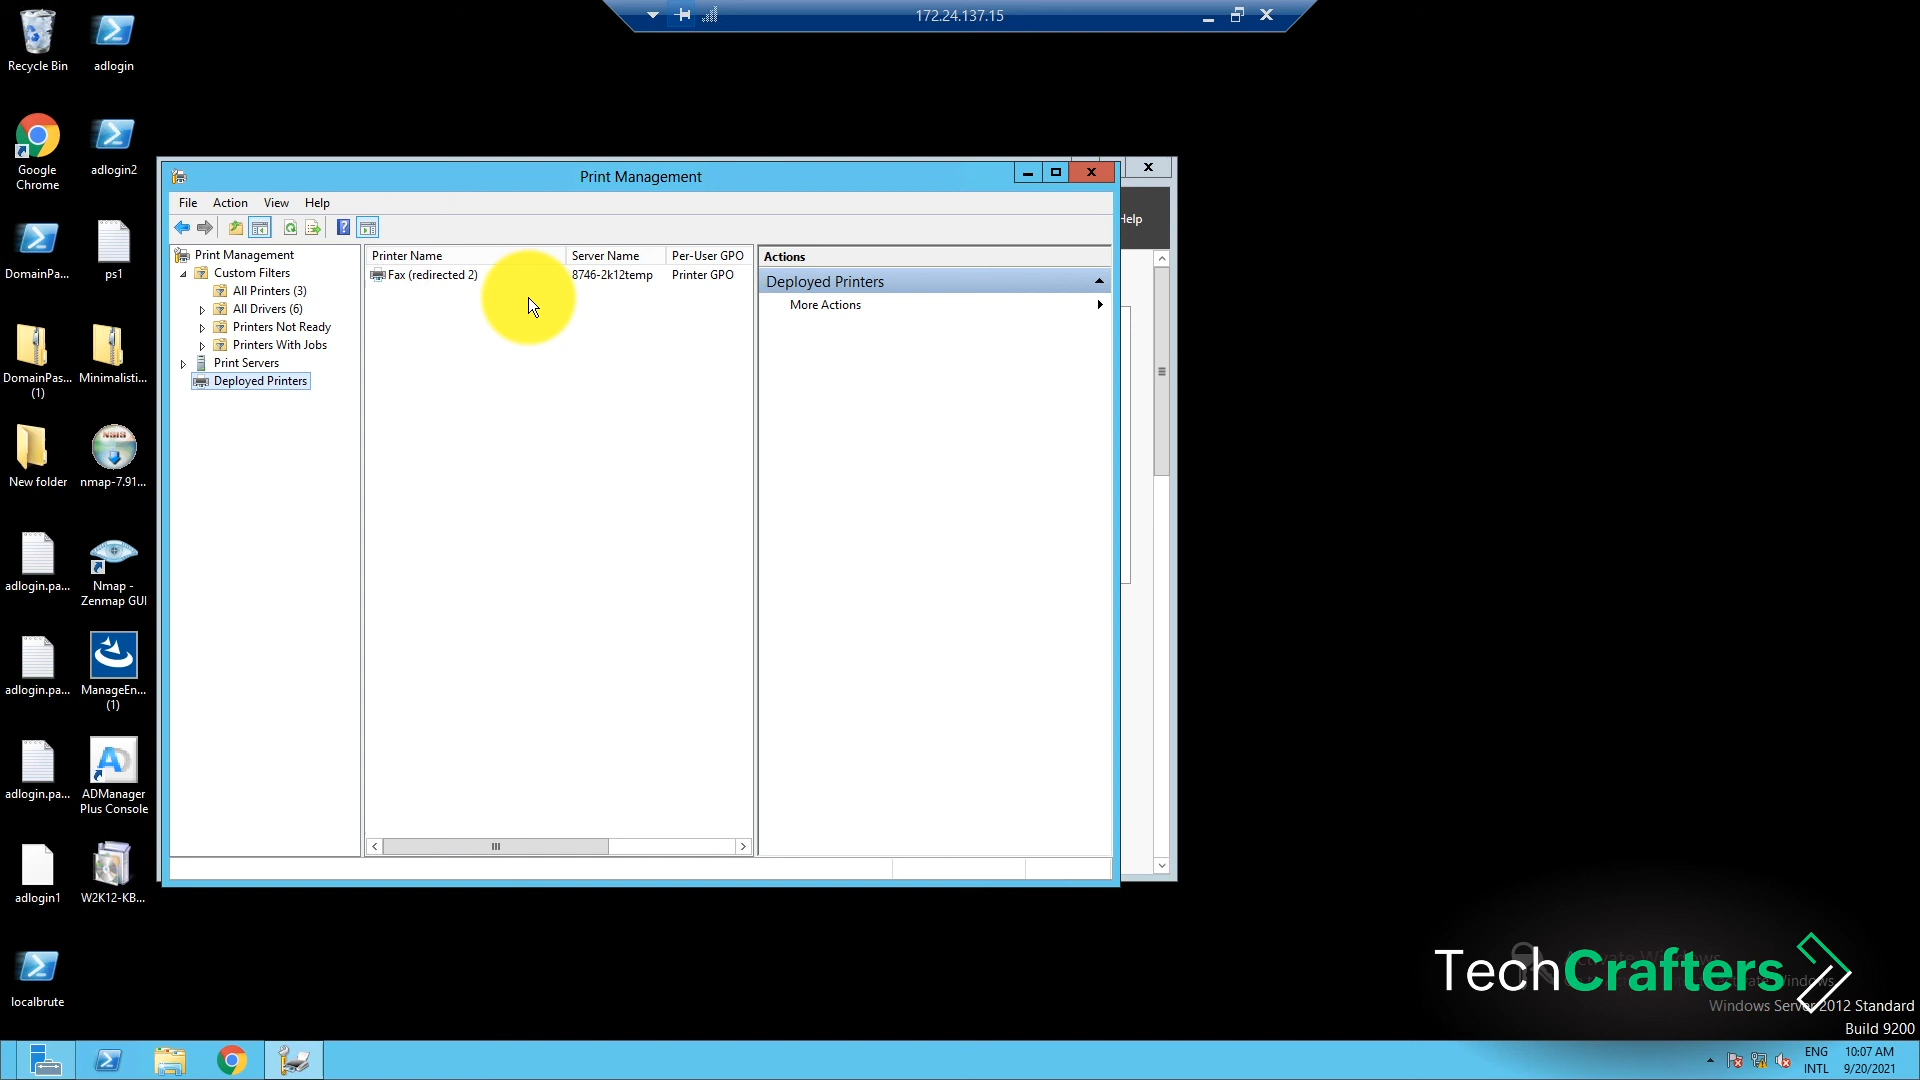 172.24.137.15
Recycle Bin
adlogin
Google
Chrome
adlogin2
DomainPa...
ps1
DomainPas...
(1)
Minimalisti...
New folder
nmap-7.91...
adlogin.pa...
Nmap -
Zenmap GUI
adlogin.pa...
ManageEn...
(1)
adlogin.pa...
ADManager
Plus Console
adlogin1
W2K12-KB...
localbrute
Print Management
File Action View Help
Help
Print Management
Custom Filters
All Printers (3)
All Drivers (6)
Printers Not Ready
Printers With Jobs
Print Servers
Deployed Printers
Printer Name Server Name Per-User GPO
Fax (redirected 2) 8746-2k12temp Printer GPO
Actions
Deployed Printers
More Actions
TechCrafters
Activate Windows
Windows Server 2012 Standard
Build 9200
ENG
INTL
10:07 AM
9/20/2021